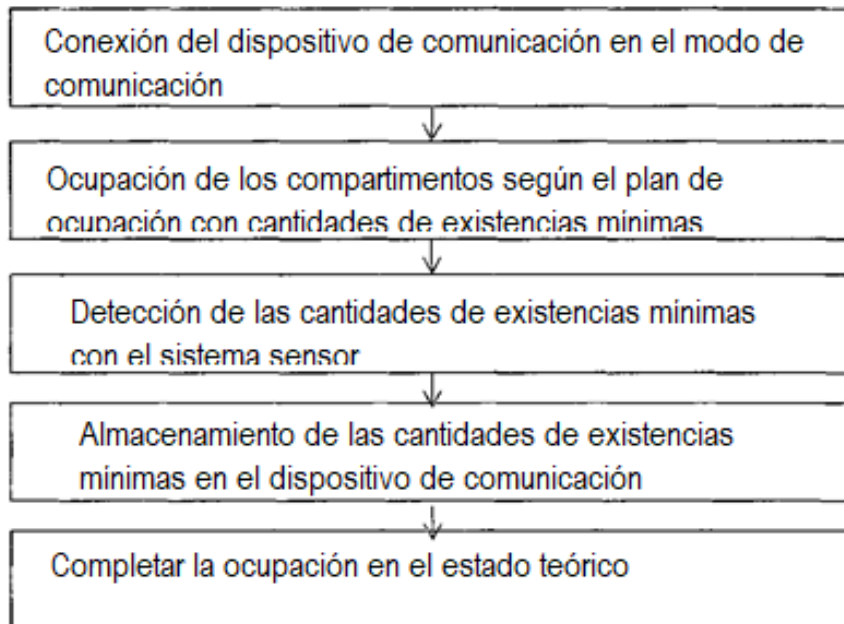 Conexión del dispositivo de comunicación en el modo de
comunicación
Ocupación de los compartimentos según el plan de
ocupación con cantidades de existencias mínimas
Detección de las cantidades de existencias mínimas
con el sistema sensor
Almacenamiento de las cantidades de existencias
mínimas en el dispositivo de comunicación
Completar la ocupación en el estado teórico